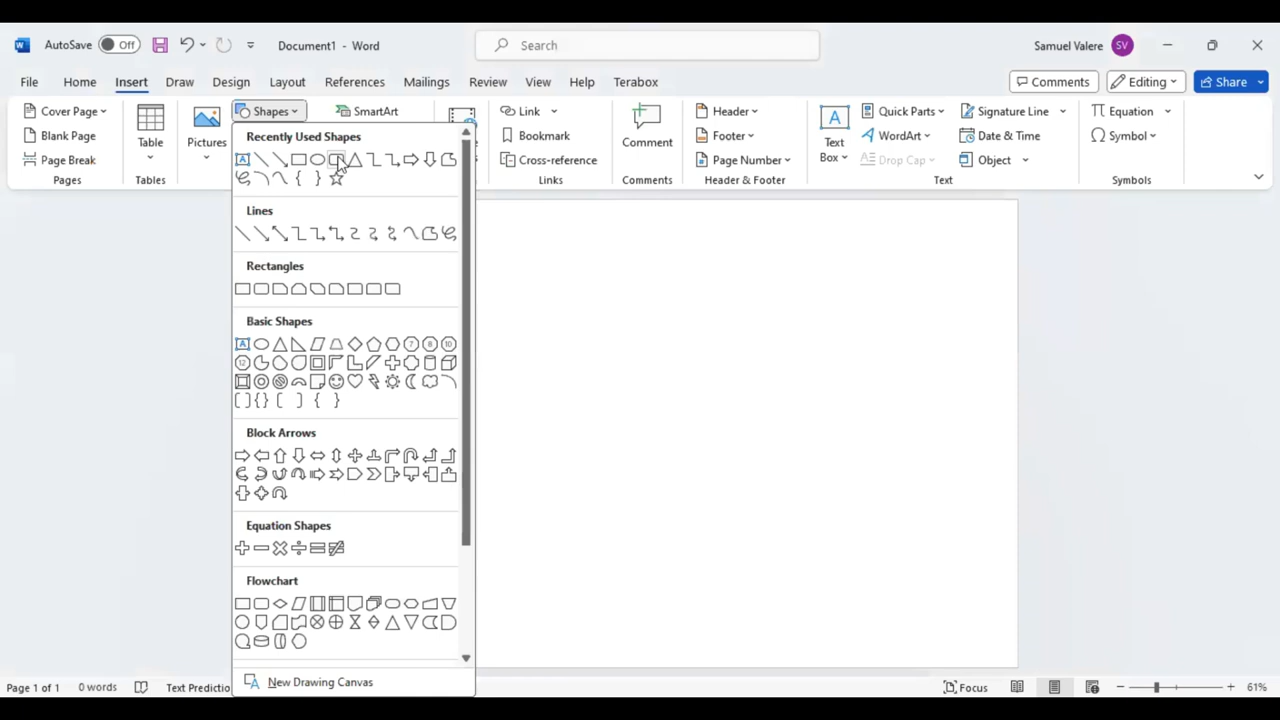 AutoSave Off Document1 - Word Search Samuel Valere SV
File Home Insert Draw Design Layout References Mailings Review View Help Terabox Comments Editing Share
Cover Page Shapes SmartArt Link Header Quick Parts Signature Line Equation
Blank Page Bookmark Footer WordArt Date & Time Symbol
Page Break Cross-reference Page Number Drop Cap Object
Table Pictures Comment Text Box
Pages Tables Links Comments Header & Footer Text Symbols
Recently Used Shapes
Lines
Rectangles
Basic Shapes
Block Arrows
Equation Shapes
Flowchart
New Drawing Canvas
Page 1 of 1 0 words Text Predictio Focus 61%